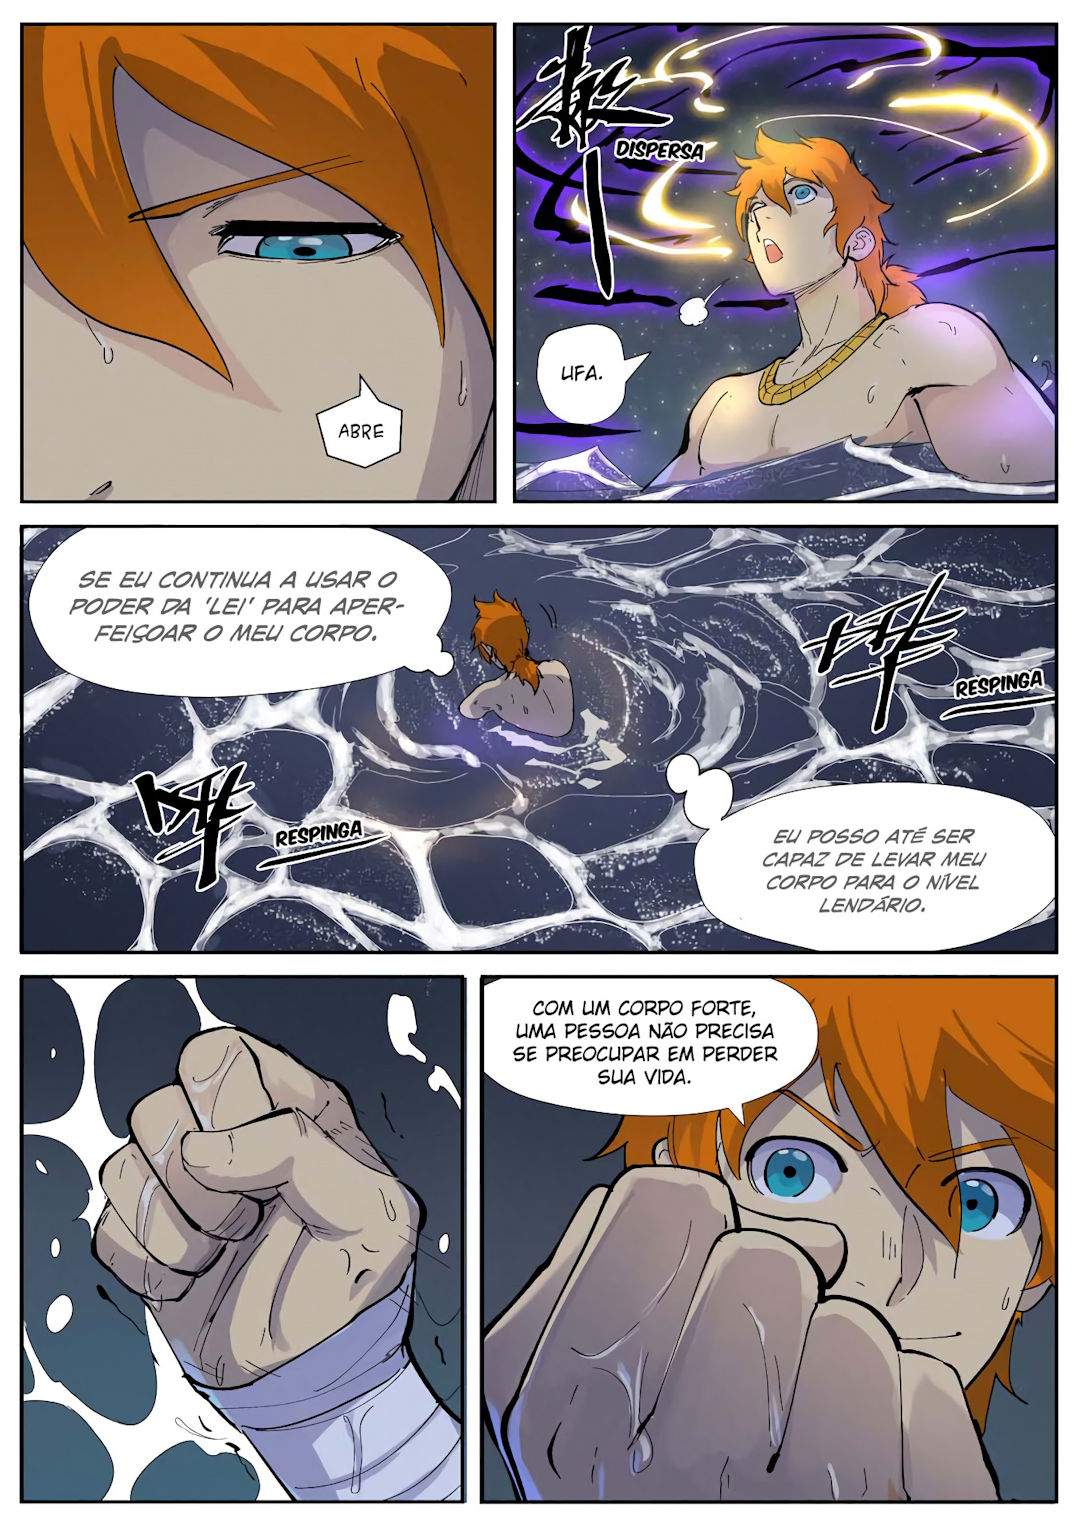 ABRE
DISPERSA
UFA.
SE EU CONTINUA A USAR O
PODER DA 'LEI' PARA APER-
FEIÇOAR O MEU CORPO.
RESPINGA
RESPINGA
EU POSSO ATÉ SER
CAPAZ DE LEVAR MEU
CORPO PARA O NÍVEL
LENDÁRIO.
COM UM CORPO FORTE,
UMA PESSOA NÃO PRECISA
SE PREOCUPAR EM PERDER
SUA VIDA.